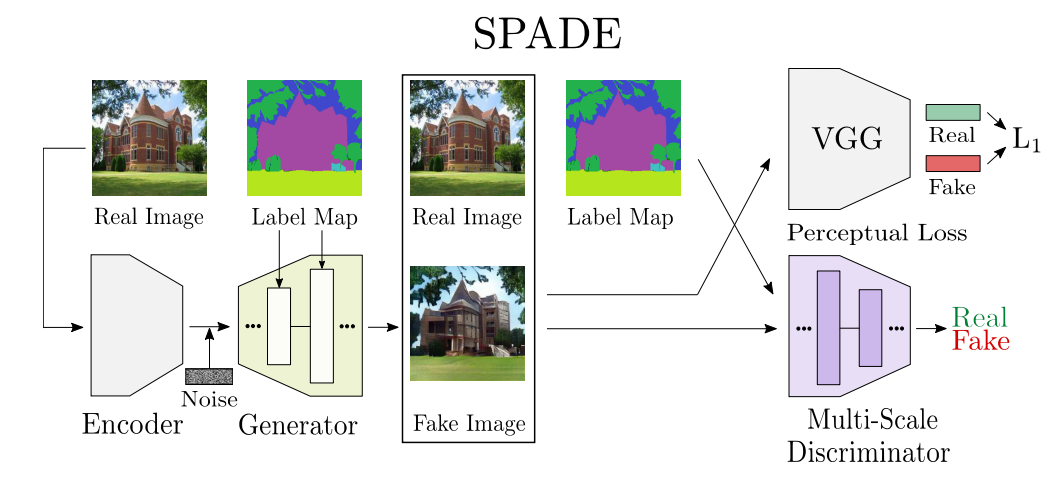 SPADE
Real Image
Label Map
Real Image
Label Map
VGG
Real
Fake
L₁
Perceptual Loss
Noise
Encoder
Generator
Fake Image
Real
Fake
Multi-Scale
Discriminator